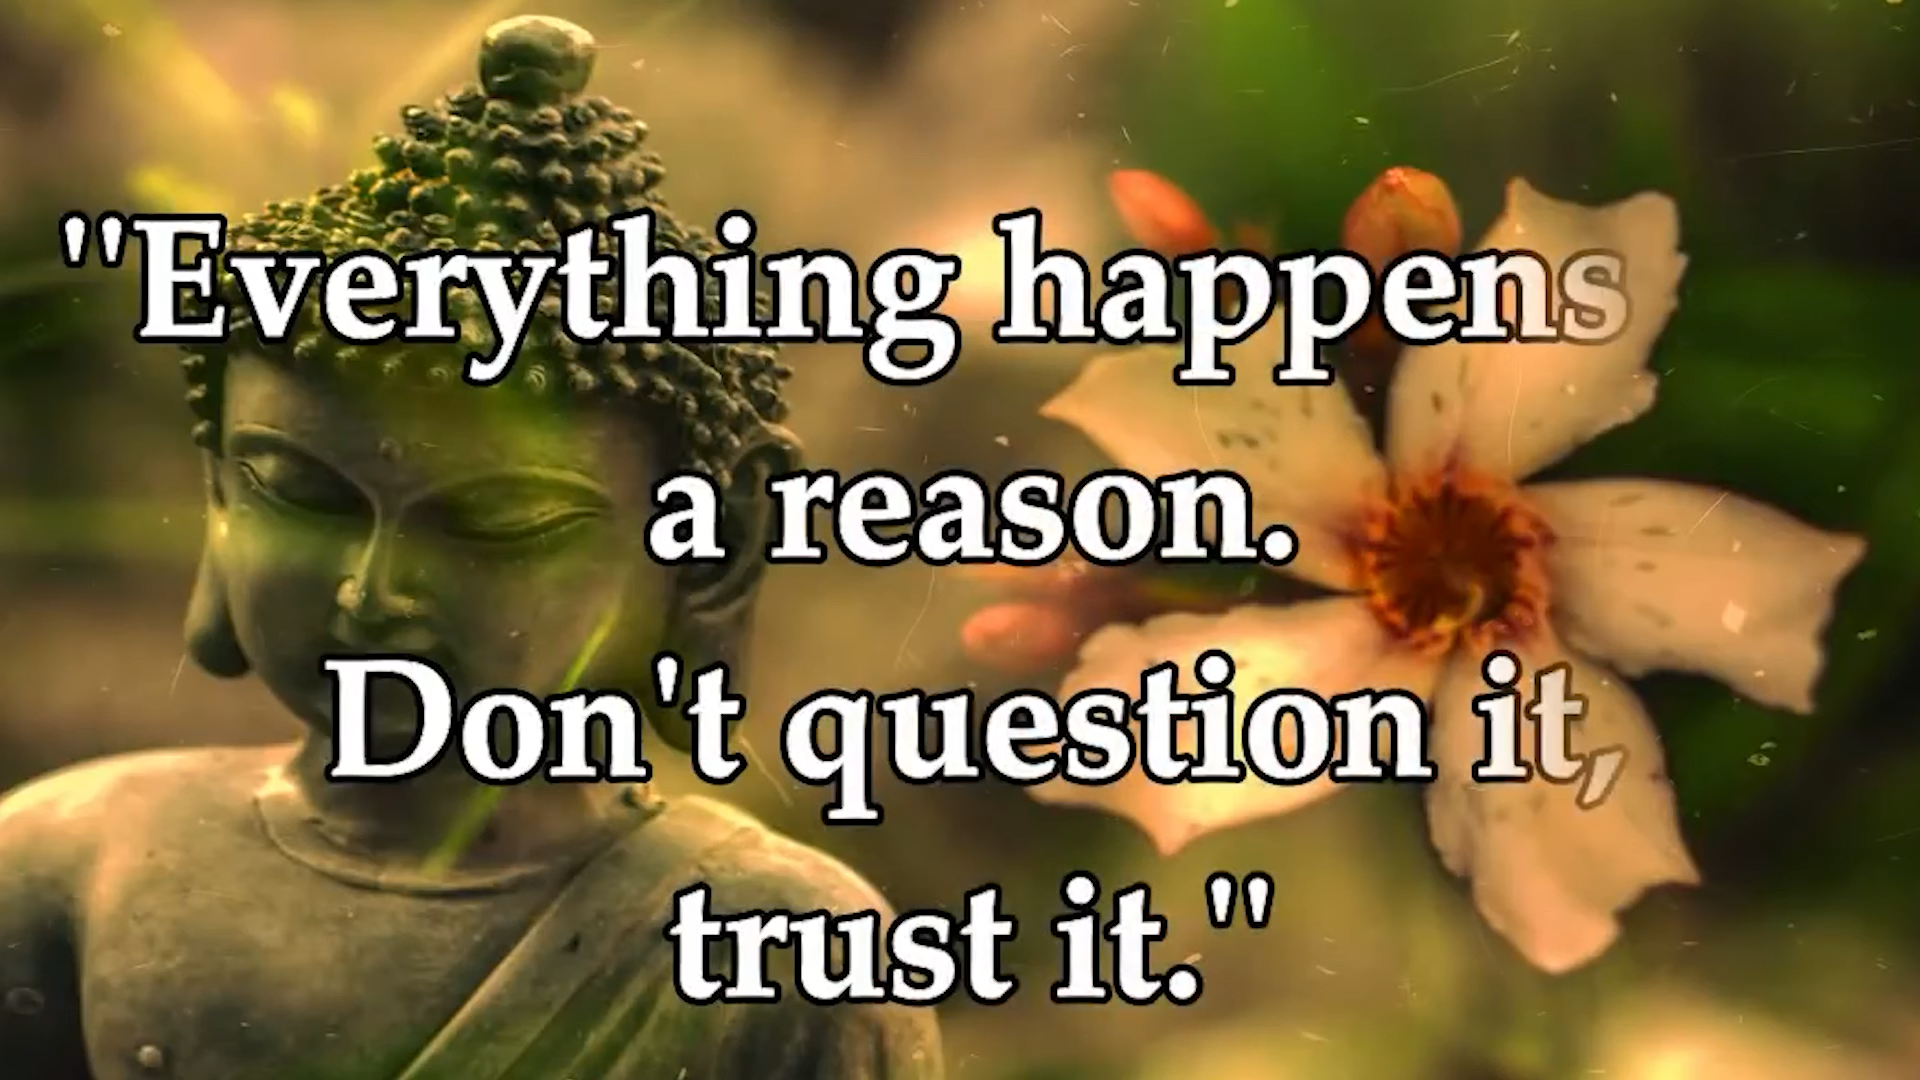 "Everything happens
a reason.
Don't question it,
trust it."